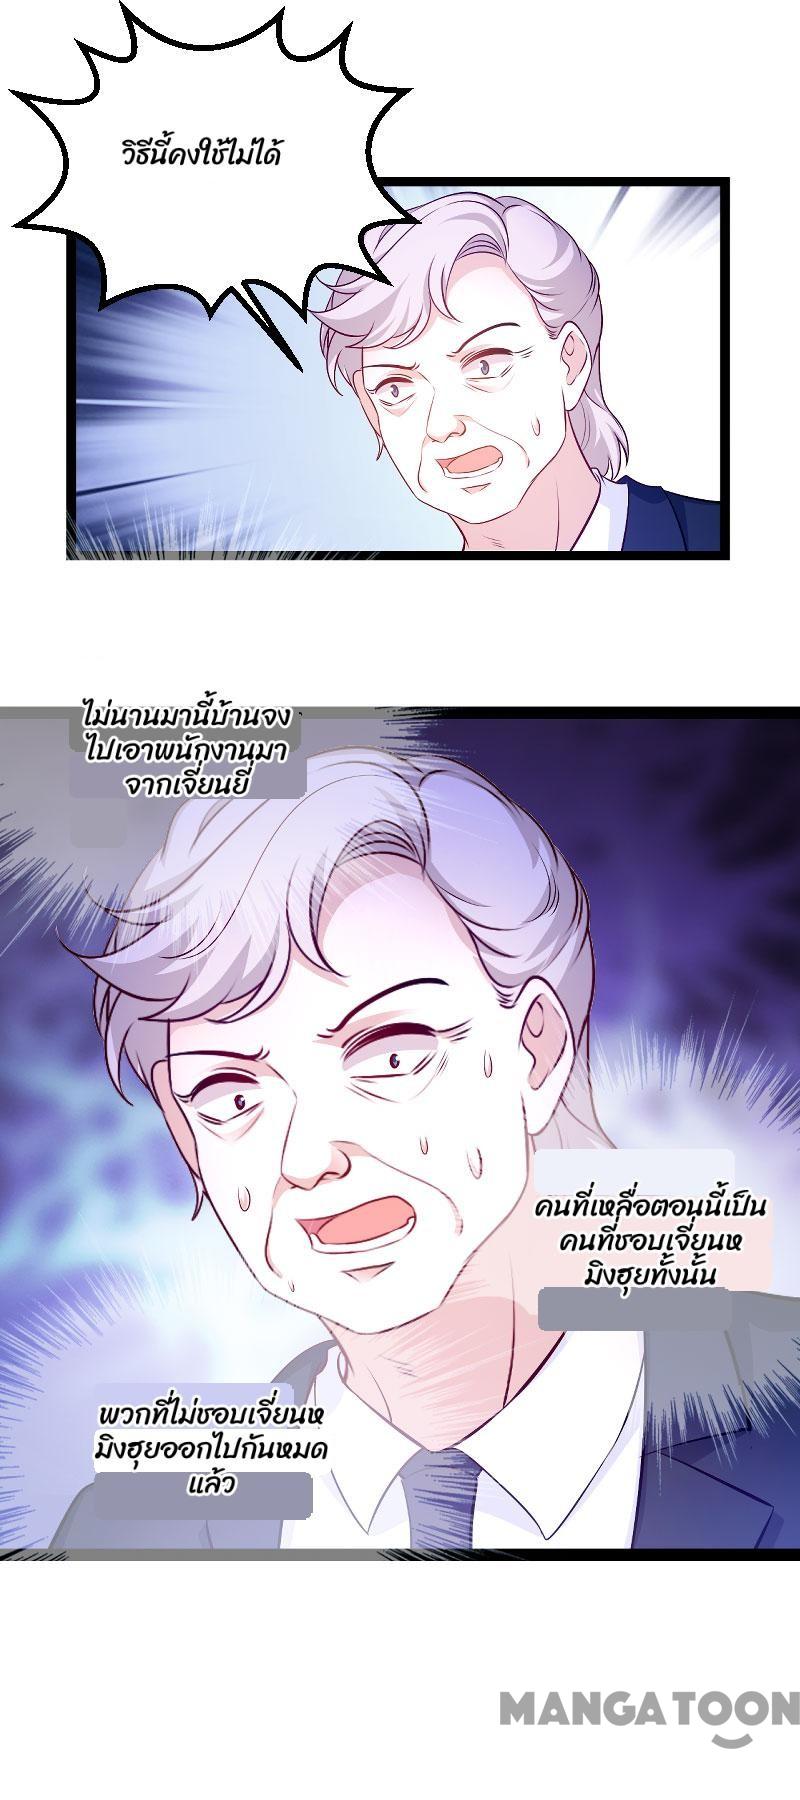 วิธีนี้คงใช้ไม่ได้
ไม่นานมานี้บ้านจง
ไปเอาพนักงานมา
จากเจี่ยนยี่
คนที่เหลือตอนนี้เป็น
คนที่ชอบเจี่ยนห
มิงฮุยทั้งนั้น
พวกที่ไม่ชอบเจี่ยนห
มิงฮุยออกไปกันหมด
แล้ว
MANGA TOON